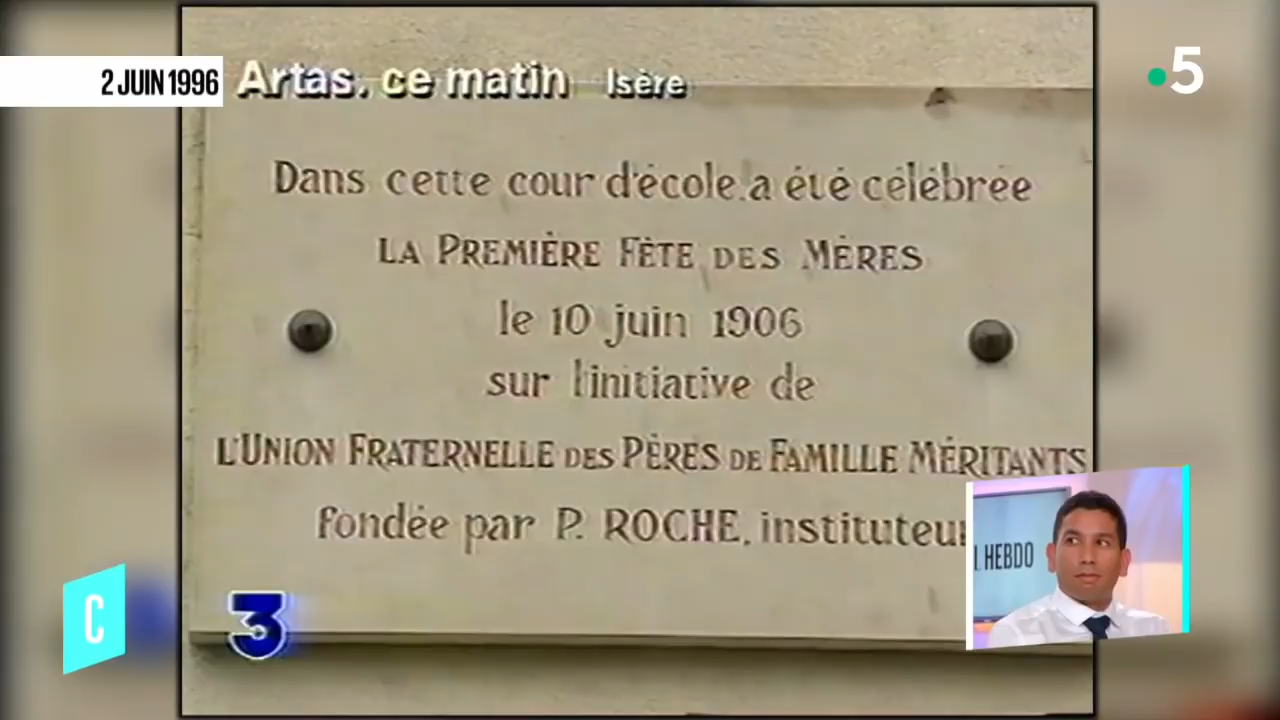 2 JUIN 1996
Artas, ce matin Isère
5
Dans cette cour d'école a été célébrée
LA PREMIÈRE FÊTE DES MÈRES
le 10 juin 1906
sur l'initiative de
L'UNION FRATERNELLE DES PÈRES DE FAMILLE MÉRITANTS
fondée par P. ROCHE, instituteur
HEBDO
C
3